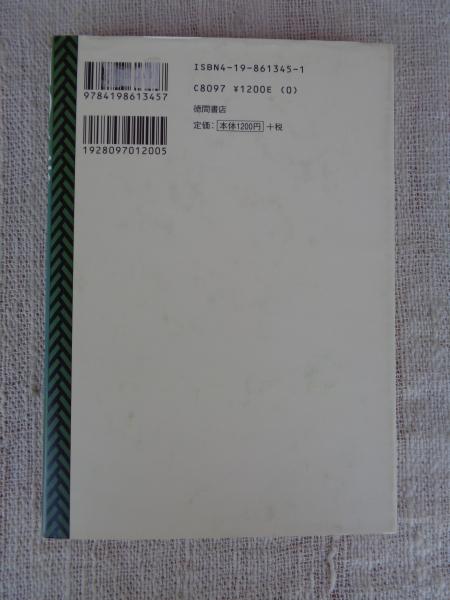 ISBN4-19-861345-1
C8097 ¥1200E (0)
徳間書店
定価: 本体1200円 +税
9784198613457
1928097012005